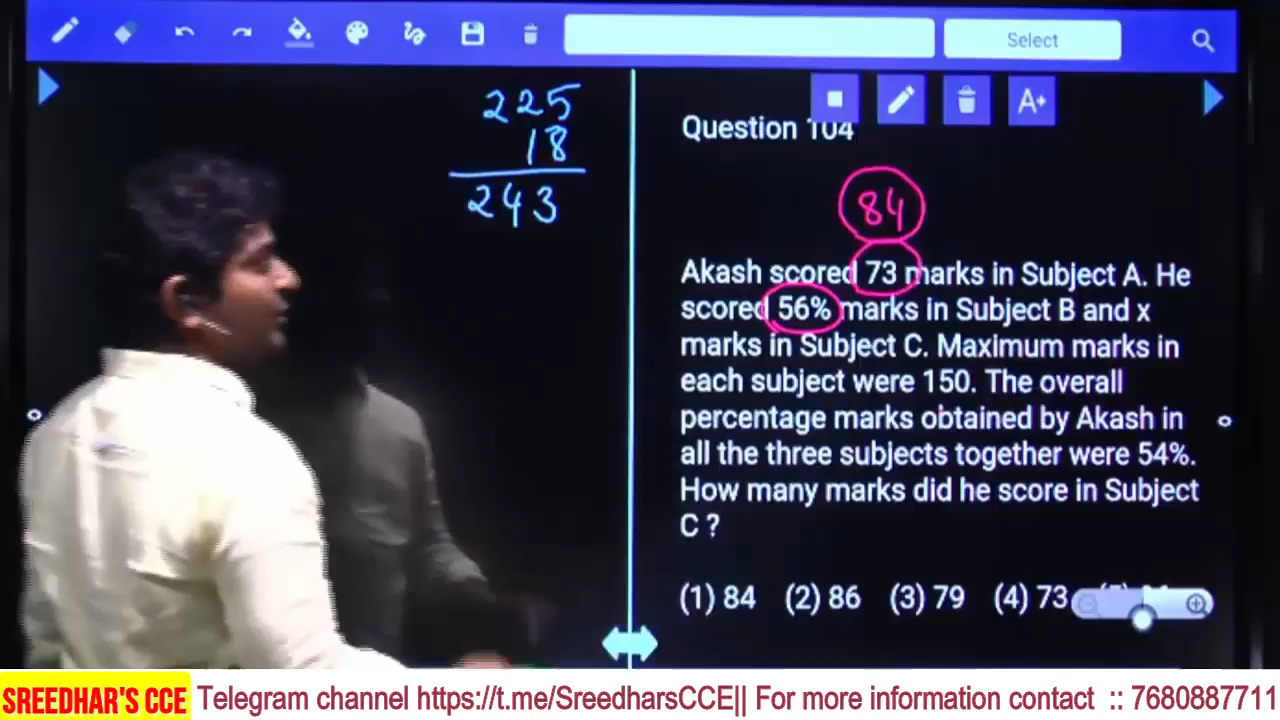 Select
225
18
243
Question 104
84
Akash scored 73 marks in Subject A. He
scored 56% marks in Subject B and x
marks in Subject C. Maximum marks in
each subject were 150. The overall
percentage marks obtained by Akash in
all the three subjects together were 54%.
How many marks did he score in Subject
C ?
(1) 84 (2) 86 (3) 79 (4) 73
SREEDHAR'S CCE Telegram channel https://t.me/SreedharsCCE|| For more information contact :: 7680887711